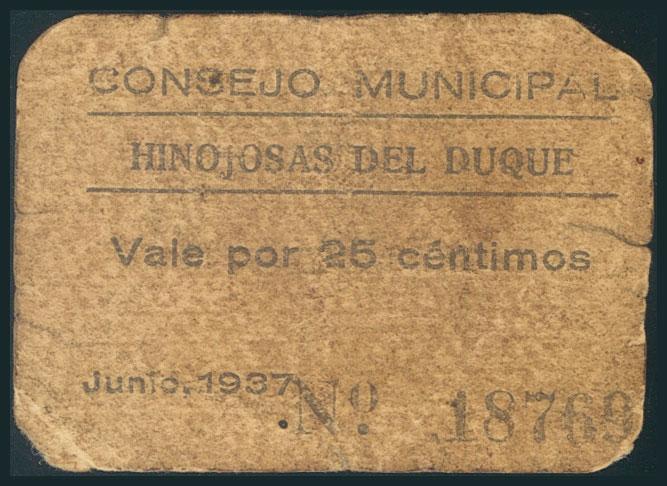 CONSEJO MUNICIPAL
HINOJOSAS DEL DUQUE
Vale por 25 céntimos
Junio, 1937
Nº 18769